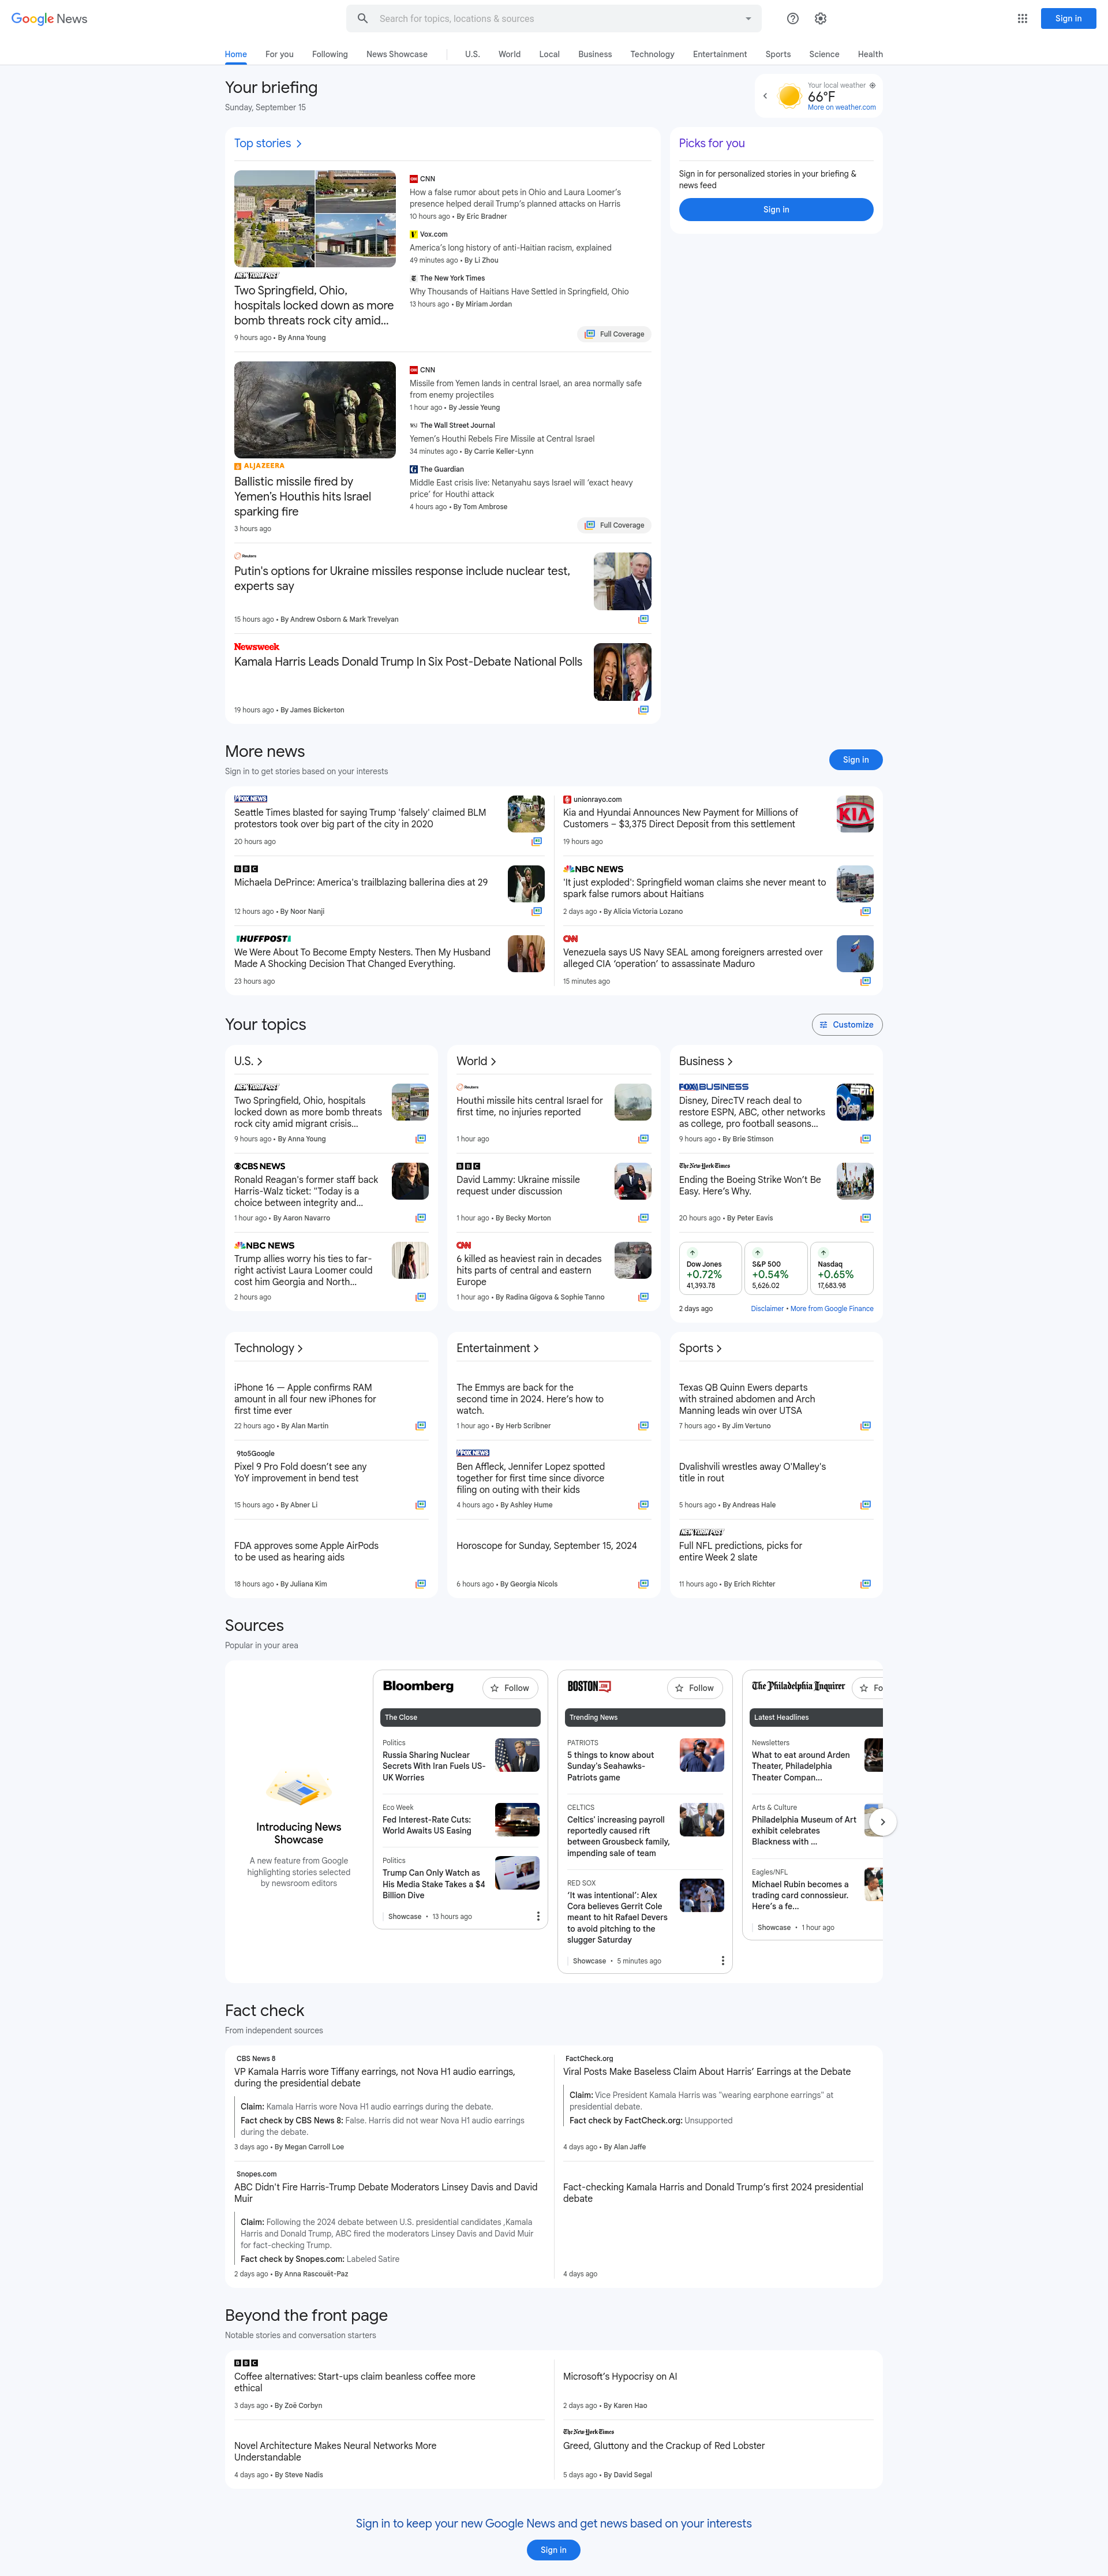 Google News
Search for topics, locations & sources
Sign in
Home
For you
Following
News Showcase
U.S.
World
Local
Business
Technology
Entertainment
Sports
Science
Health
Your briefing
Sunday, September 15
Your local weather
66°F
More on weather.com
Top stories
NEW YORK POST
Two Springfield, Ohio,
hospitals locked down as more
bomb threats rock city amid...
9 hours ago • By Anna Young
CNN
How a false rumor about pets in Ohio and Laura Loomer's
presence helped derail Trump's planned attacks on Harris
10 hours ago • By Eric Bradner
Vox.com
America's long history of anti-Haitian racism, explained
49 minutes ago • By Li Zhou
The New York Times
Why Thousands of Haitians Have Settled in Springfield, Ohio
13 hours ago • By Miriam Jordan
Full Coverage
ALJAZEERA
Ballistic missile fired by
Yemen's Houthis hits Israel
sparking fire
3 hours ago
CNN
Missile from Yemen lands in central Israel, an area normally safe
from enemy projectiles
1 hour ago • By Jessie Yeung
The Wall Street Journal
Yemen's Houthi Rebels Fire Missile at Central Israel
34 minutes ago • By Carrie Keller-Lynn
The Guardian
Middle East crisis live: Netanyahu says Israel will 'exact heavy
price' for Houthi attack
4 hours ago • By Tom Ambrose
Full Coverage
Reuters
Putin's options for Ukraine missiles response include nuclear test,
experts say
15 hours ago • By Andrew Osborn & Mark Trevelyan
Newsweek
Kamala Harris Leads Donald Trump In Six Post-Debate National Polls
19 hours ago • By James Bickerton
Picks for you
Sign in for personalized stories in your briefing &
news feed
Sign in
More news
Sign in to get stories based on your interests
Sign in
FOX NEWS
Seattle Times blasted for saying Trump 'falsely' claimed BLM
protestors took over big part of the city in 2020
20 hours ago
BBC
Michaela DePrince: America's trailblazing ballerina dies at 29
12 hours ago • By Noor Nanji
HUFFPOST
We Were About To Become Empty Nesters. Then My Husband
Made A Shocking Decision That Changed Everything.
23 hours ago
unionrayo.com
Kia and Hyundai Announces New Payment for Millions of
Customers – $3,375 Direct Deposit from this settlement
KIA
19 hours ago
NBC NEWS
'It just exploded': Springfield woman claims she never meant to
spark false rumors about Haitians
2 days ago • By Alicia Victoria Lozano
CNN
Venezuela says US Navy SEAL among foreigners arrested over
alleged CIA 'operation' to assassinate Maduro
15 minutes ago
Your topics
Customize
U.S.
NEW YORK POST
Two Springfield, Ohio, hospitals
locked down as more bomb threats
rock city amid migrant crisis...
9 hours ago • By Anna Young
CBS NEWS
Ronald Reagan's former staff back
Harris-Walz ticket: "Today is a
choice between integrity and...
1 hour ago • By Aaron Navarro
NBC NEWS
Trump allies worry his ties to far-
right activist Laura Loomer could
cost him Georgia and North...
2 hours ago
World
Reuters
Houthi missile hits central Israel for
first time, no injuries reported
1 hour ago
BBC
David Lammy: Ukraine missile
request under discussion
1 hour ago • By Becky Morton
CNN
6 killed as heaviest rain in decades
hits parts of central and eastern
Europe
1 hour ago • By Radina Gigova & Sophie Tanno
Business
FOX BUSINESS
Disney, DirecTV reach deal to
restore ESPN, ABC, other networks
as college, pro football seasons...
9 hours ago • By Brie Stimson
The New York Times
Ending the Boeing Strike Won't Be
Easy. Here's Why.
20 hours ago • By Peter Eavis
Dow Jones
+0.72%
41,393.78
S&P 500
+0.54%
5,626.02
Nasdaq
+0.65%
17,683.98
2 days ago
Disclaimer • More from Google Finance
Technology
iPhone 16 — Apple confirms RAM
amount in all four new iPhones for
first time ever
22 hours ago • By Alan Martin
9to5Google
Pixel 9 Pro Fold doesn't see any
YoY improvement in bend test
15 hours ago • By Abner Li
FDA approves some Apple AirPods
to be used as hearing aids
18 hours ago • By Juliana Kim
Entertainment
The Emmys are back for the
second time in 2024. Here's how to
watch.
1 hour ago • By Herb Scribner
FOX NEWS
Ben Affleck, Jennifer Lopez spotted
together for first time since divorce
filing on outing with their kids
4 hours ago • By Ashley Hume
Horoscope for Sunday, September 15, 2024
6 hours ago • By Georgia Nicols
Sports
Texas QB Quinn Ewers departs
with strained abdomen and Arch
Manning leads win over UTSA
7 hours ago • By Jim Vertuno
Dvalishvili wrestles away O'Malley's
title in rout
5 hours ago • By Andreas Hale
NEW YORK POST
Full NFL predictions, picks for
entire Week 2 slate
11 hours ago • By Erich Richter
Sources
Popular in your area
Introducing News
Showcase
A new feature from Google
highlighting stories selected
by newsroom editors
Bloomberg
Follow
The Close
Politics
Russia Sharing Nuclear
Secrets With Iran Fuels US-
UK Worries
Eco Week
Fed Interest-Rate Cuts:
World Awaits US Easing
Politics
Trump Can Only Watch as
His Media Stake Takes a $4
Billion Dive
Showcase • 13 hours ago
BOSTON.COM
Follow
Trending News
PATRIOTS
5 things to know about
Sunday's Seahawks-
Patriots game
CELTICS
Celtics' increasing payroll
reportedly caused rift
between Grousbeck family,
impending sale of team
RED SOX
'It was intentional': Alex
Cora believes Gerrit Cole
meant to hit Rafael Devers
to avoid pitching to the
slugger Saturday
Showcase • 5 minutes ago
The Philadelphia Inquirer
Fo
Latest Headlines
Newsletters
What to eat around Arden
Theater, Philadelphia
Theater Compan...
Arts & Culture
Philadelphia Museum of Art
exhibit celebrates
Blackness with ...
Eagles/NFL
Michael Rubin becomes a
trading card connossieur.
Here's a fe...
Showcase • 1 hour ago
Fact check
From independent sources
CBS News 8
VP Kamala Harris wore Tiffany earrings, not Nova H1 audio earrings,
during the presidential debate
Claim: Kamala Harris wore Nova H1 audio earrings during the debate.
Fact check by CBS News 8: False. Harris did not wear Nova H1 audio earrings
during the debate.
3 days ago • By Megan Carroll Loe
FactCheck.org
Viral Posts Make Baseless Claim About Harris' Earrings at the Debate
Claim: Vice President Kamala Harris was "wearing earphone earrings" at
presidential debate.
Fact check by FactCheck.org: Unsupported
4 days ago • By Alan Jaffe
Snopes.com
ABC Didn't Fire Harris-Trump Debate Moderators Linsey Davis and David
Muir
Claim: Following the 2024 debate between U.S. presidential candidates ,Kamala
Harris and Donald Trump, ABC fired the moderators Linsey Davis and David Muir
for fact-checking Trump.
Fact check by Snopes.com: Labeled Satire
2 days ago • By Anna Rascouët-Paz
Fact-checking Kamala Harris and Donald Trump's first 2024 presidential
debate
4 days ago
Beyond the front page
Notable stories and conversation starters
BBC
Coffee alternatives: Start-ups claim beanless coffee more
ethical
3 days ago • By Zoë Corbyn
Microsoft's Hypocrisy on AI
2 days ago • By Karen Hao
Novel Architecture Makes Neural Networks More
Understandable
4 days ago • By Steve Nadis
The New York Times
Greed, Gluttony and the Crackup of Red Lobster
5 days ago • By David Segal
Sign in to keep your new Google News and get news based on your interests
Sign in